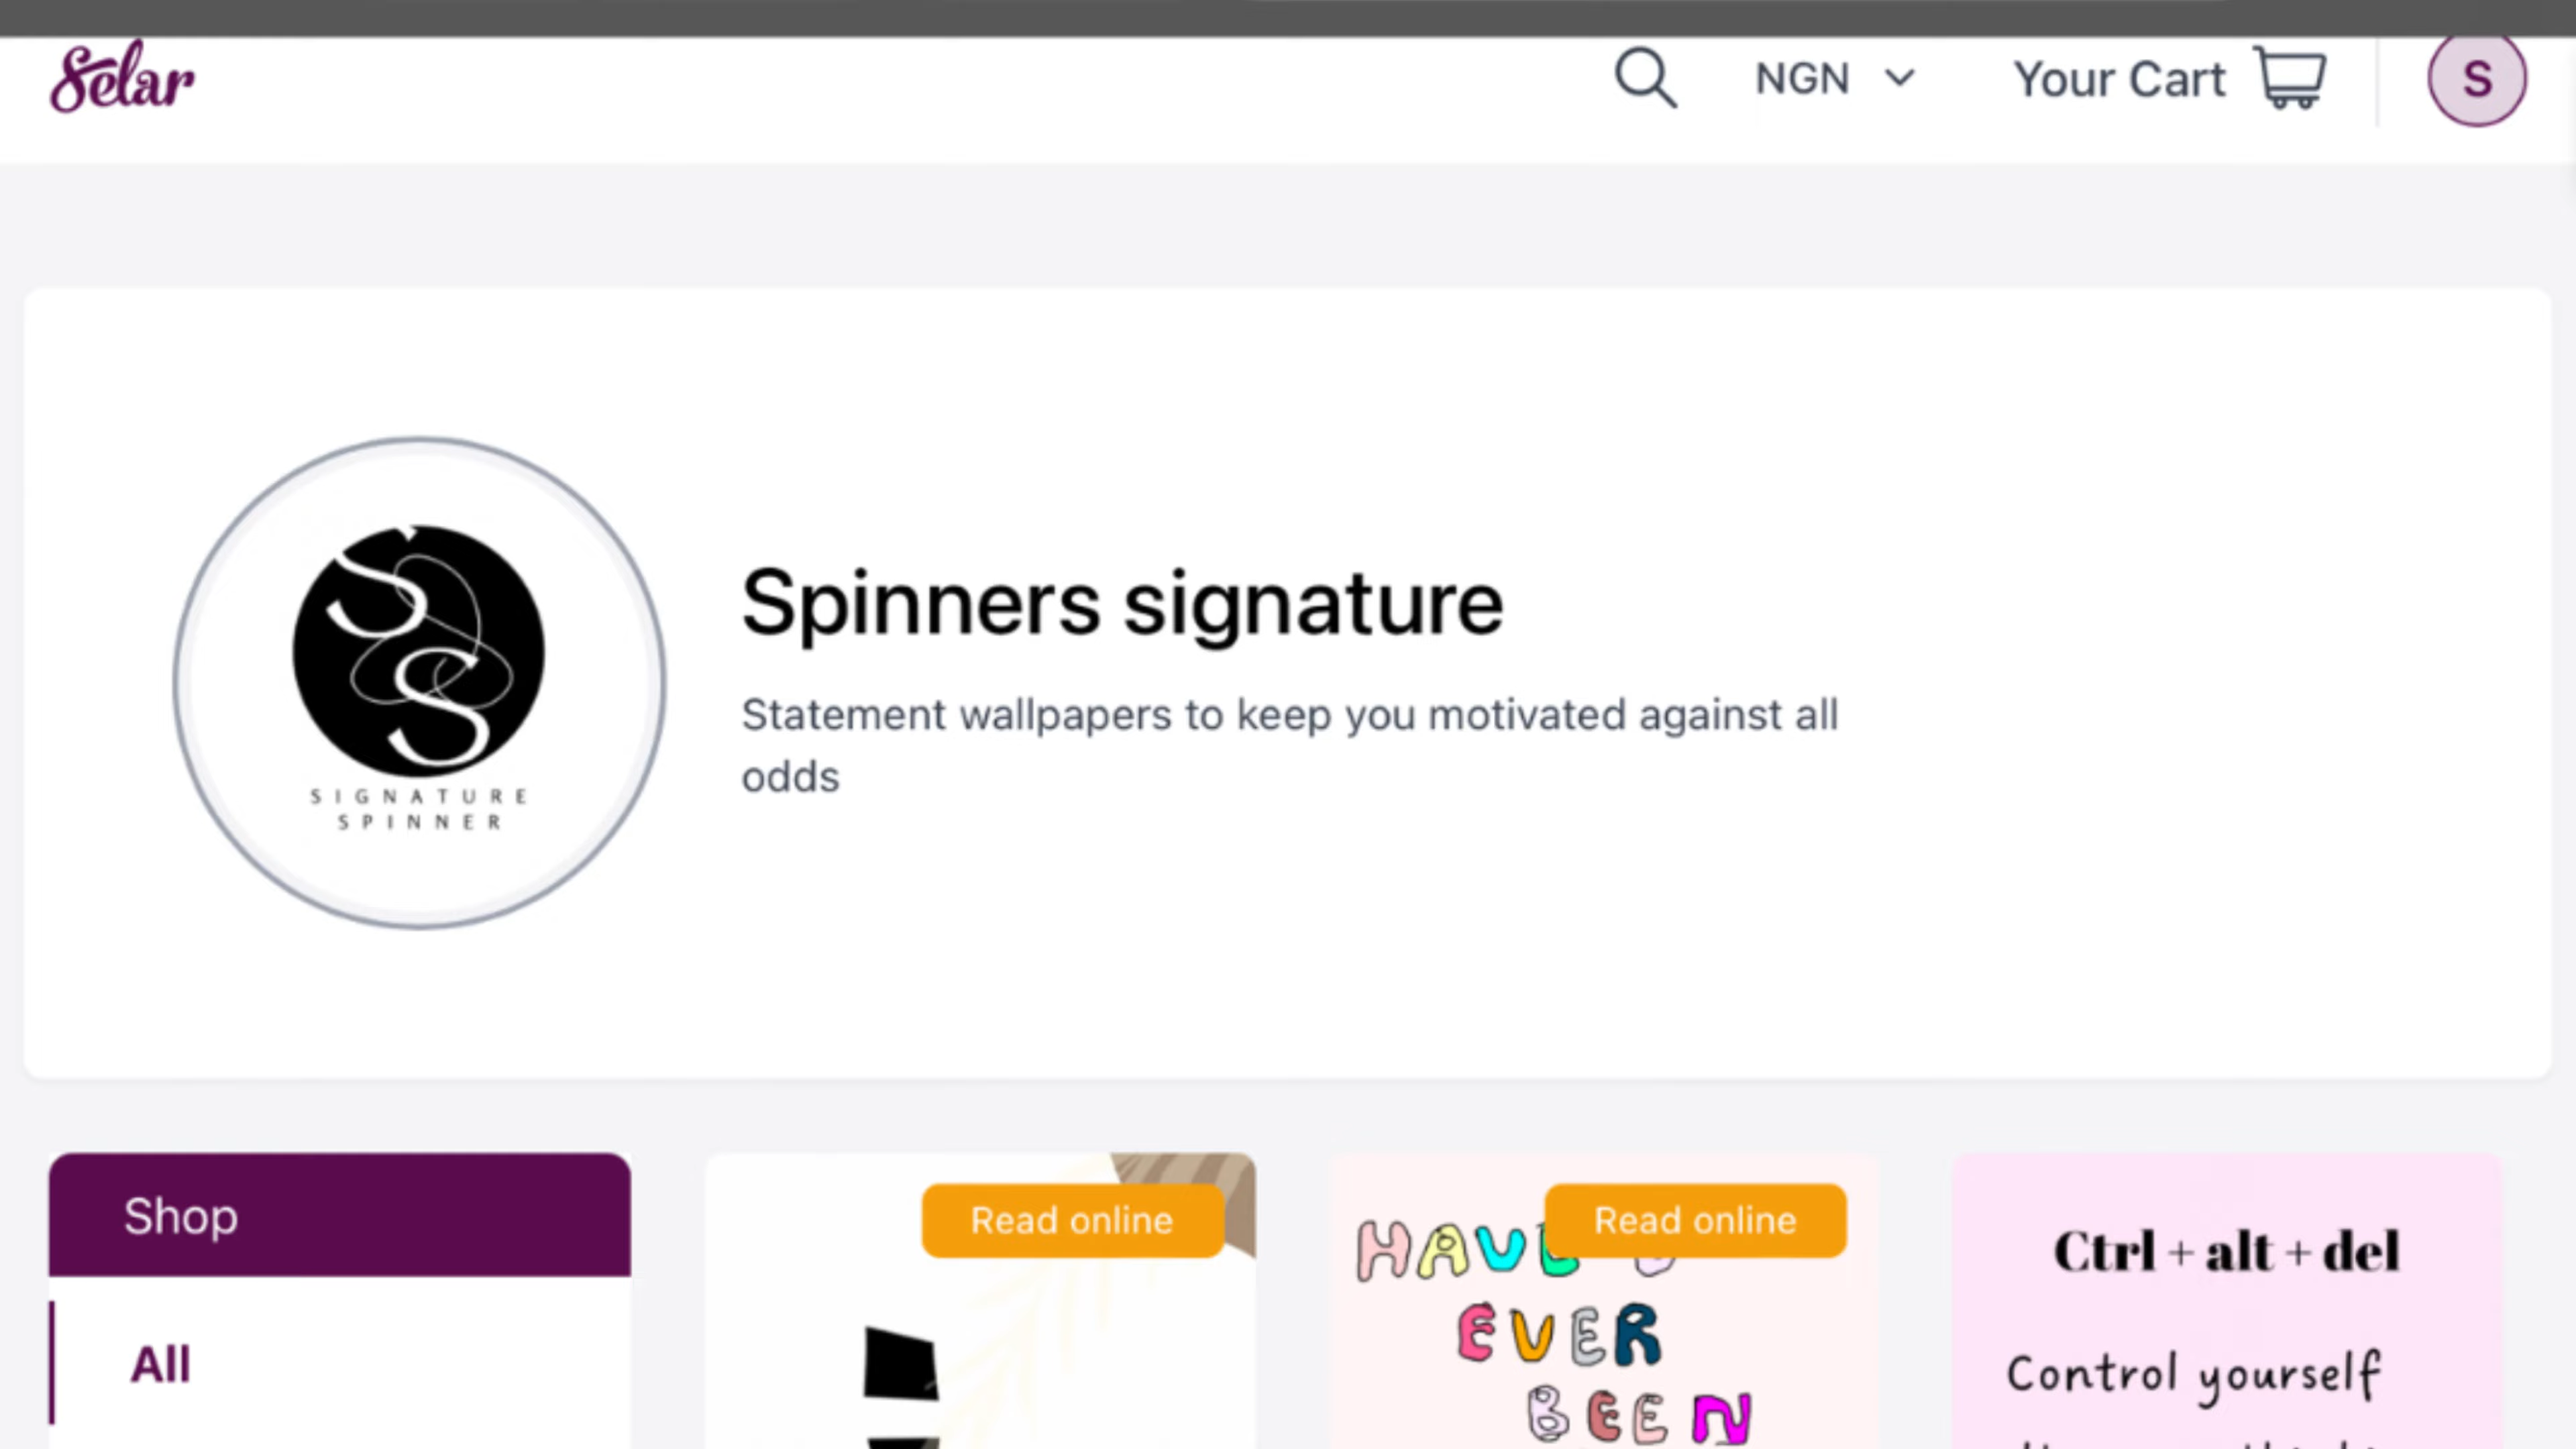 Selar
NGN
Your Cart
S
SS
SIGNATURE
SPINNER
Spinners signature
Statement wallpapers to keep you motivated against all
odds
Shop
All
Read online
Read online
EVER
BEEN
Ctrl + alt + del
Control yourself